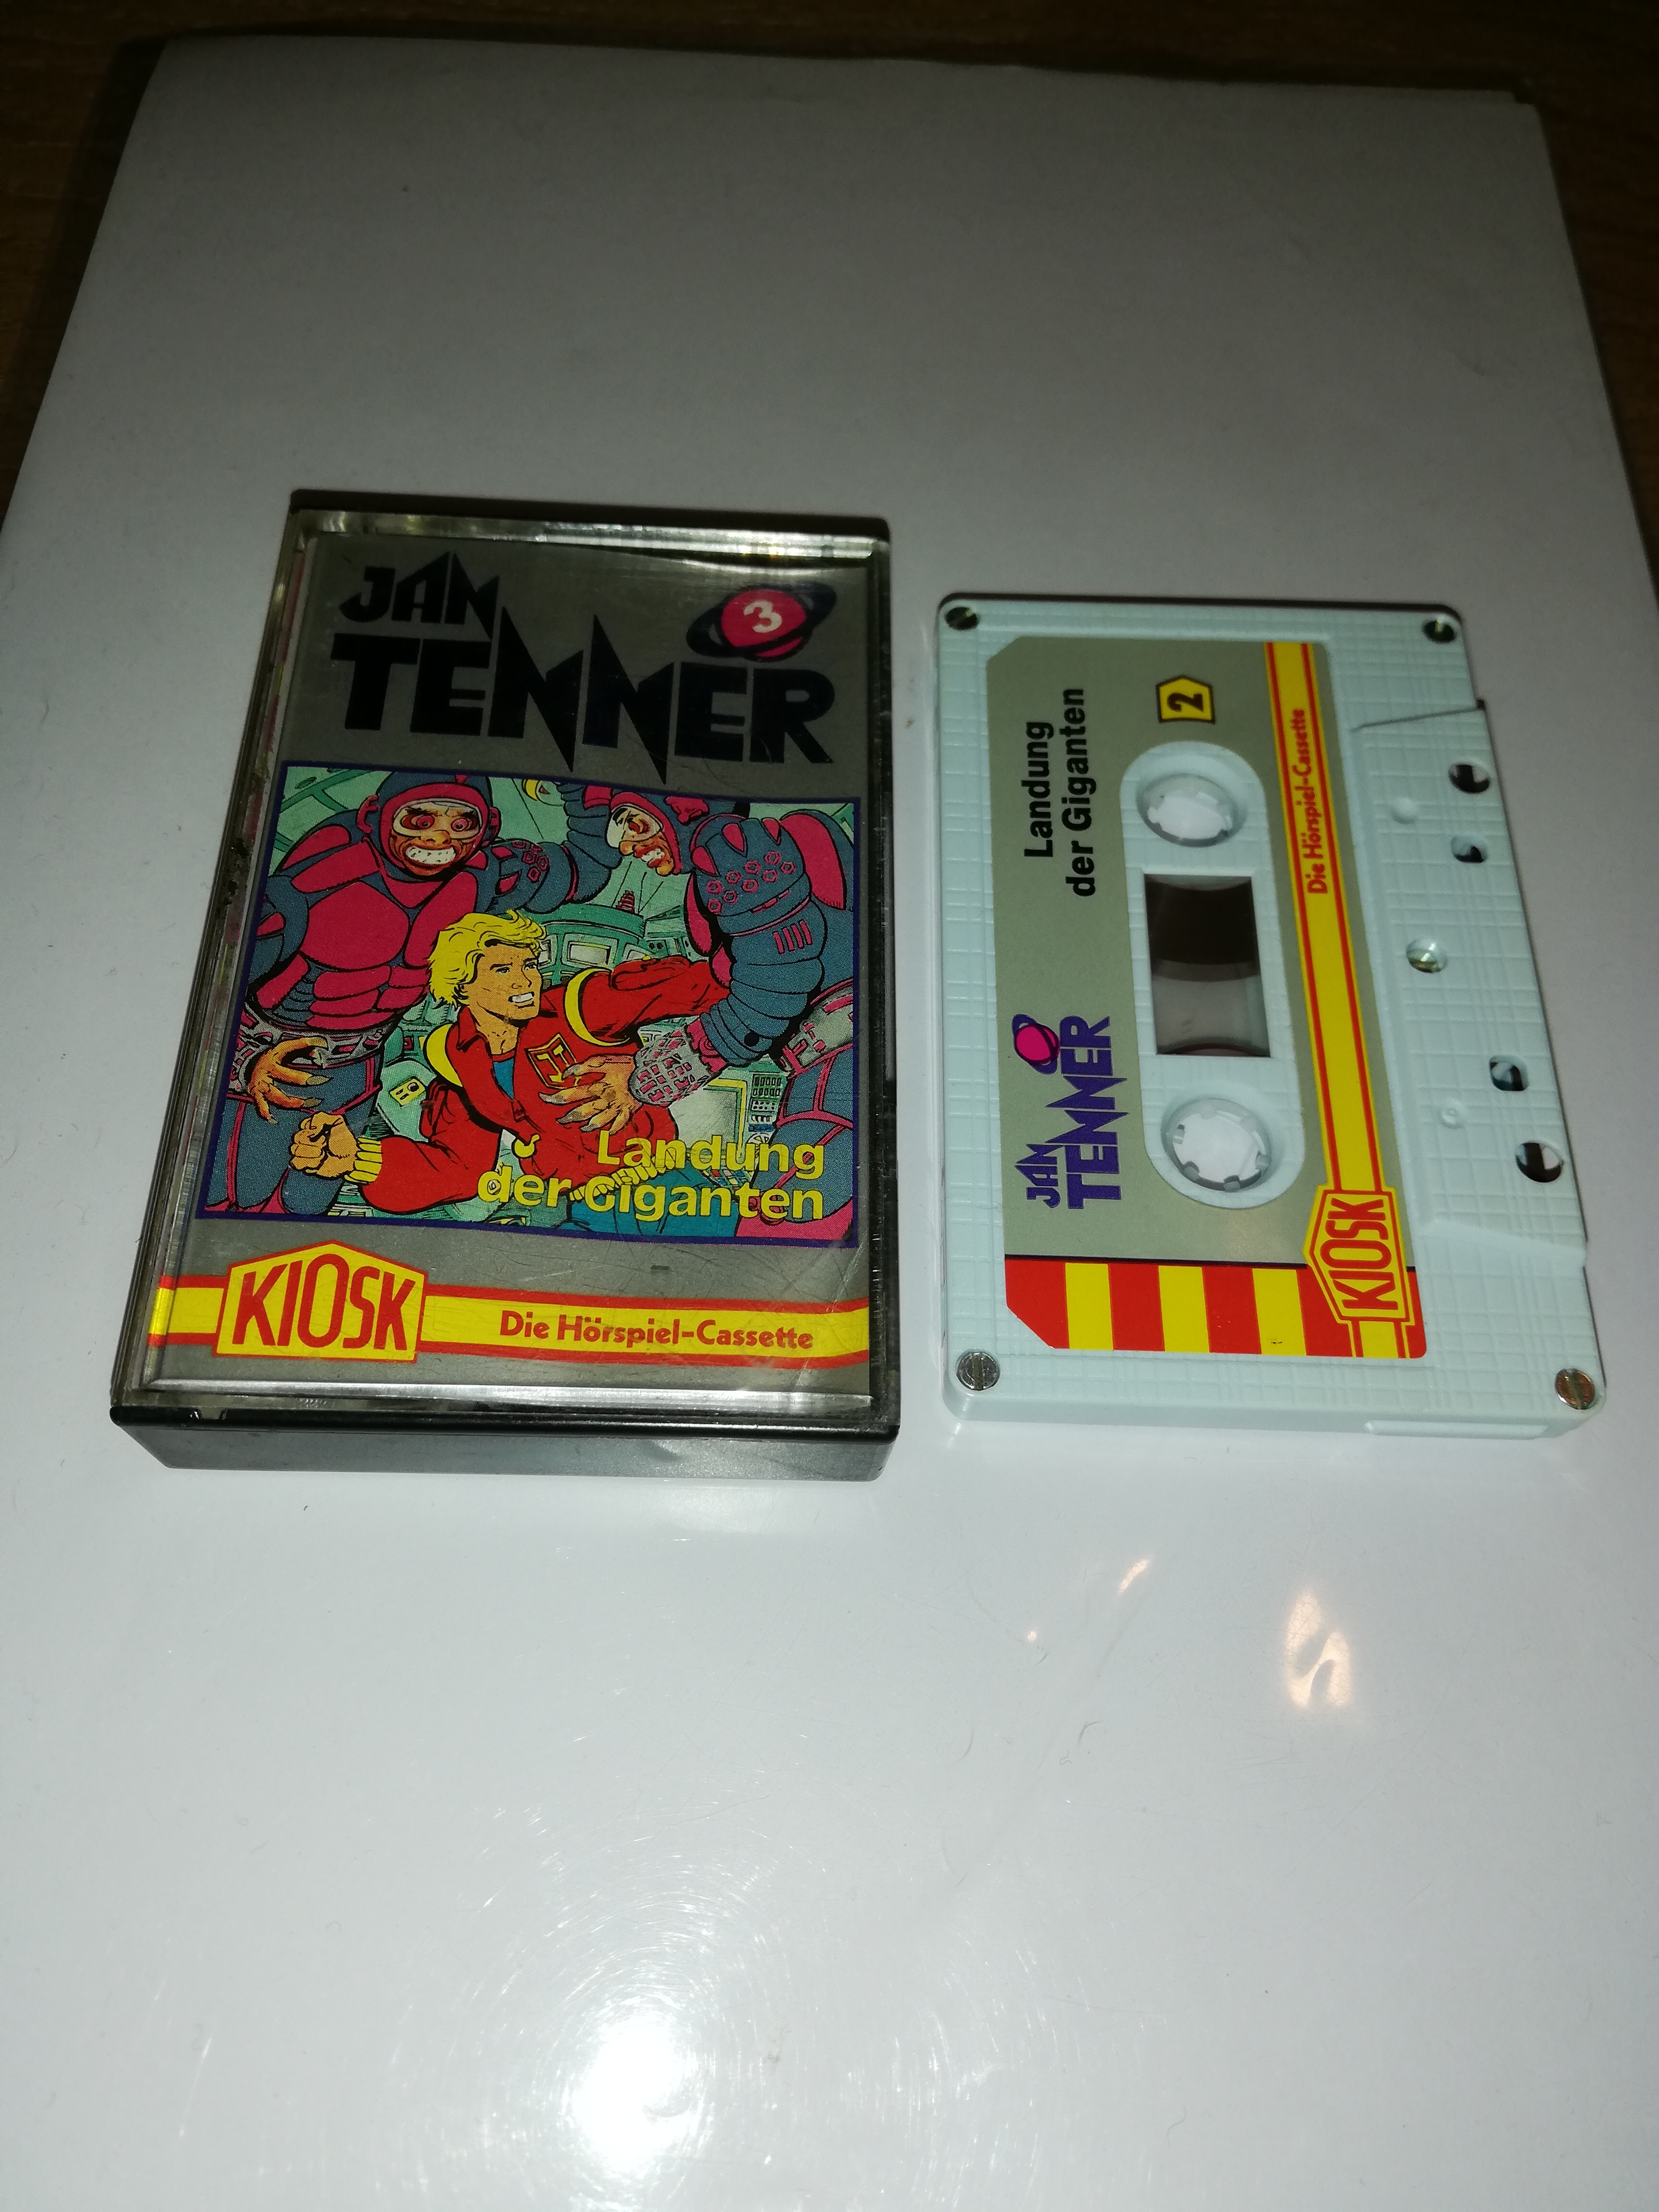 JAN
TENNER
3
JT
Landung
der Giganten
KIOSK
Die Hörspiel-Cassette
Landung
der Giganten
2
JAN
TENNER
Die Hörspiel-Cassette
KIOSK